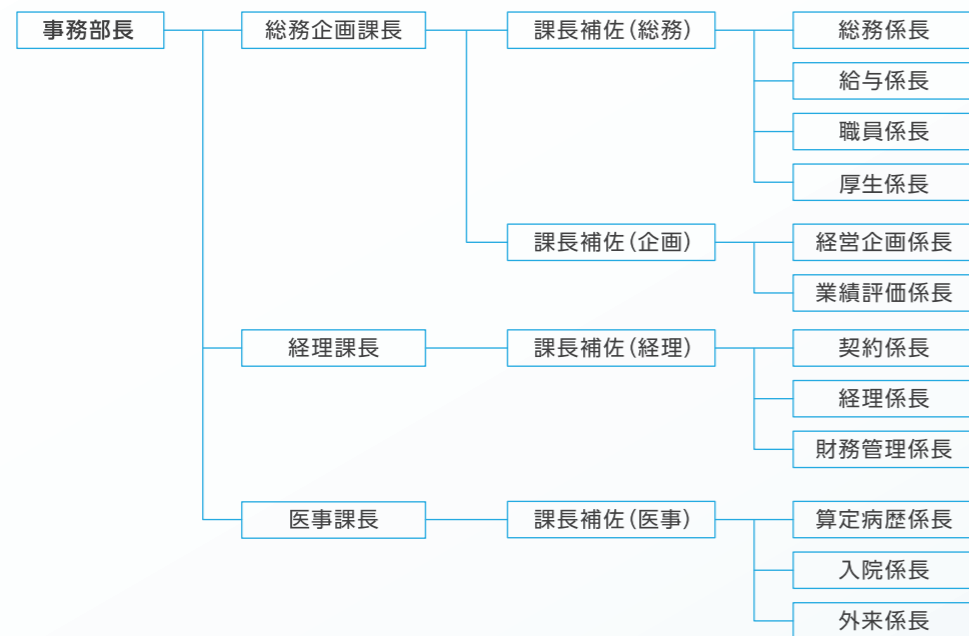 事務部長
総務企画課長
課長補佐(総務)
総務係長
給与係長
職員係長
厚生係長
課長補佐(企画)
経営企画係長
業績評価係長
経理課長
課長補佐(経理)
契約係長
経理係長
財務管理係長
医事課長
課長補佐(医事)
算定病歴係長
入院係長
外来係長